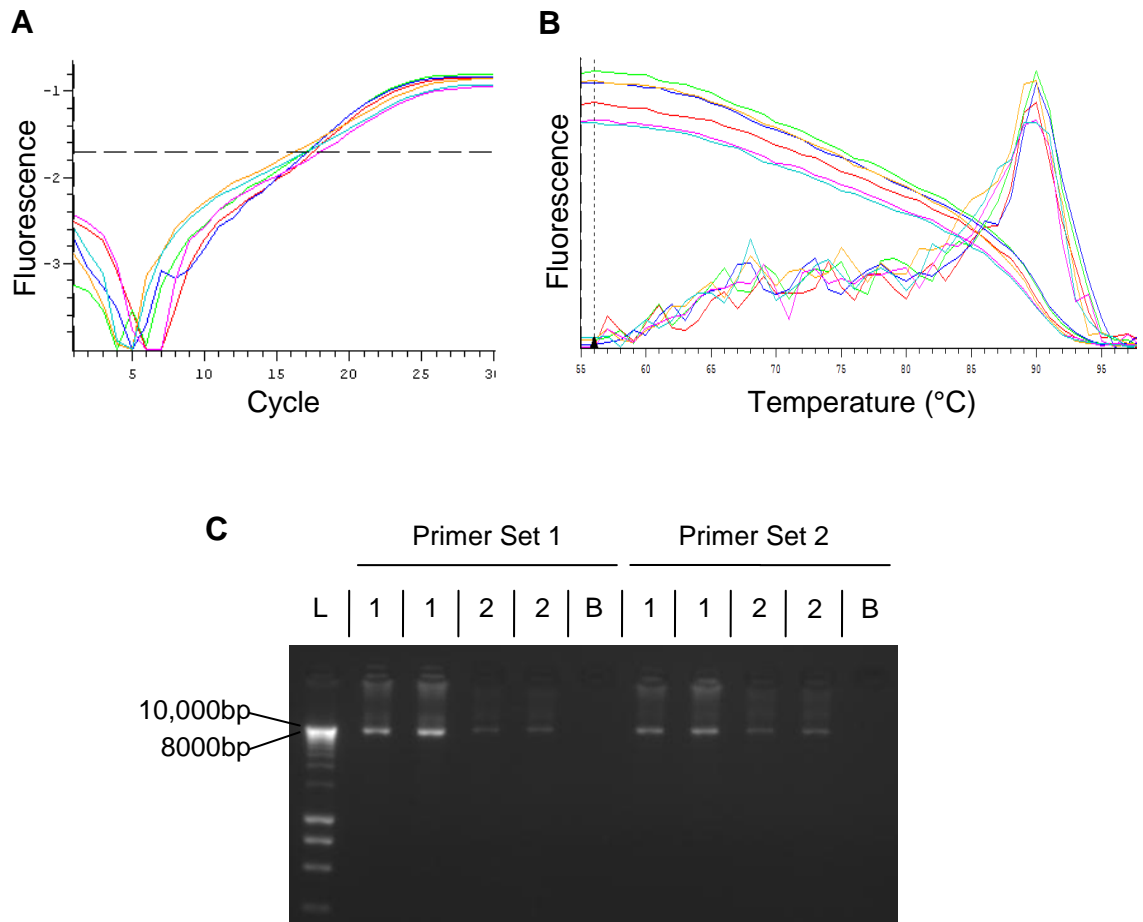 A
Fluorescence
-1
-2
-3
5 10 15 20 25 30
Cycle
B
Fluorescence
55 60 65 70 75 80 85 90 95
Temperature (°C)
C
Primer Set 1 Primer Set 2
L 1 1 2 2 B 1 1 2 2 B
10,000bp
8000bp